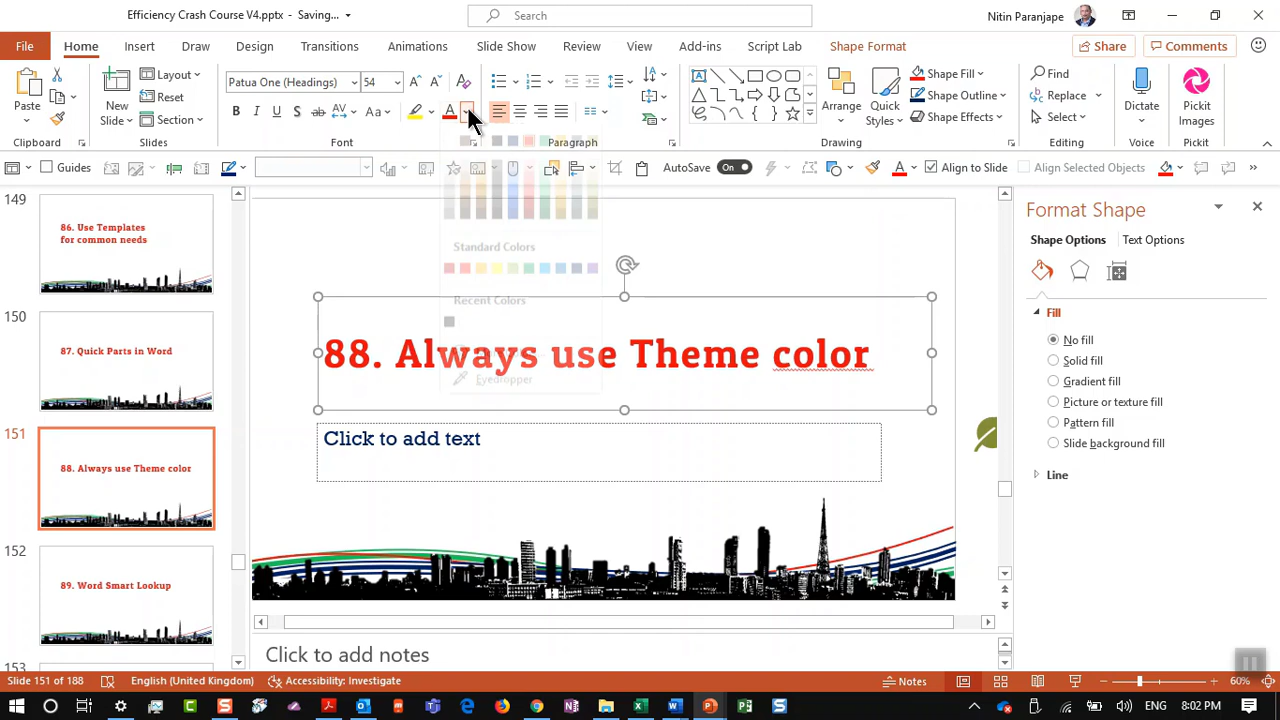 Efficiency Crash Course V4.pptx - Saving...
Search
Nitin Paranjape
File Home Insert Draw Design Transitions Animations Slide Show Review View Add-ins Script Lab Shape Format Share Comments
Patua One (Headings) 54
Layout Reset Section
Shape Fill Shape Outline Shape Effects
Find Replace Select
Paste New Slide Arrange Quick Styles Dictate Pickit
Clipboard Slides Font Paragraph Drawing Editing Voice Pickit
Guides AutoSave On Align to Slide Align Selected Objects
Standard Colors
Recent Colors
Eyedropper
149
86. Use Templates
for common needs
150
87. Quick Parts in Word
151
88. Always use Theme color
152
89. Word Smart Lookup
153
88. Always use Theme color
Click to add text
Click to add notes
Format Shape
Shape Options Text Options
Fill
No fill
Solid fill
Gradient fill
Picture or texture fill
Pattern fill
Slide background fill
Line
Slide 151 of 188 English (United Kingdom) Accessibility: Investigate Notes 60%
ENG 8:02 PM